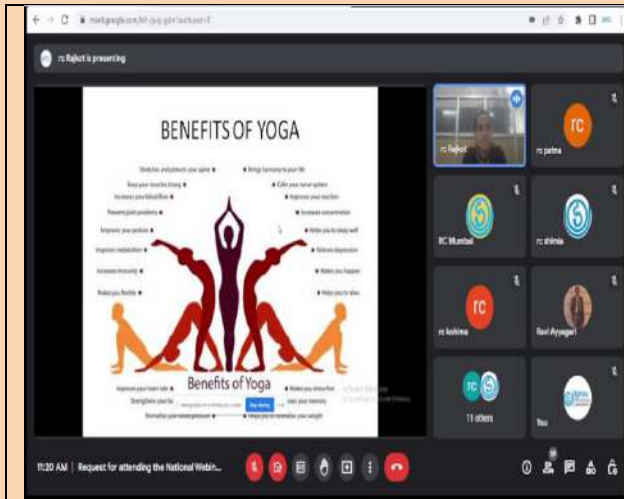 rc Rajkot is presenting
BENEFITS OF YOGA
Stretches and protects your spine
Brings harmony to your life
Keep your muscles strong
Calm your nerve system
Increases your blood flow
Improves your reaction
Prevents joint problems
Increases concentration
Improves your posture
Helps you to sleep well
Improves metabolism
Relieves depression
Increases immunity
Makes you happier
Makes you flexible
Helps you to relax
Improves your heart rate
Benefits of Yoga
Makes you stress free
Strengthens your
your memory
Normalize your blood pressure
Helps you to normalize your weight
Stop sharing
rc Rajkot
rc
rc patna
RC Mumbai
rc shimla
rc
rc kohima
Ravi Ayyagari
rc
11 others
You
11:20 AM | Request for attending the National Webin...